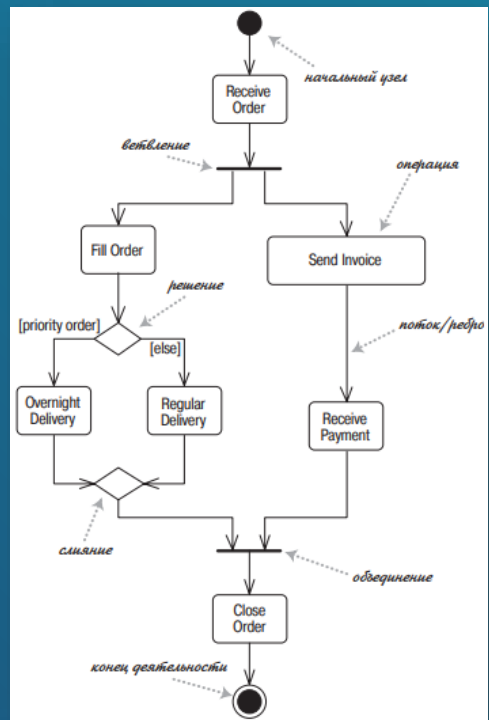 начальный узел
Receive
Order
ветвление
операция
Fill Order
Send Invoice
решение
[priority order]
[else]
поток/ребро
Overnight
Delivery
Regular
Delivery
Receive
Payment
слияние
объединение
Close
Order
конец деятельности